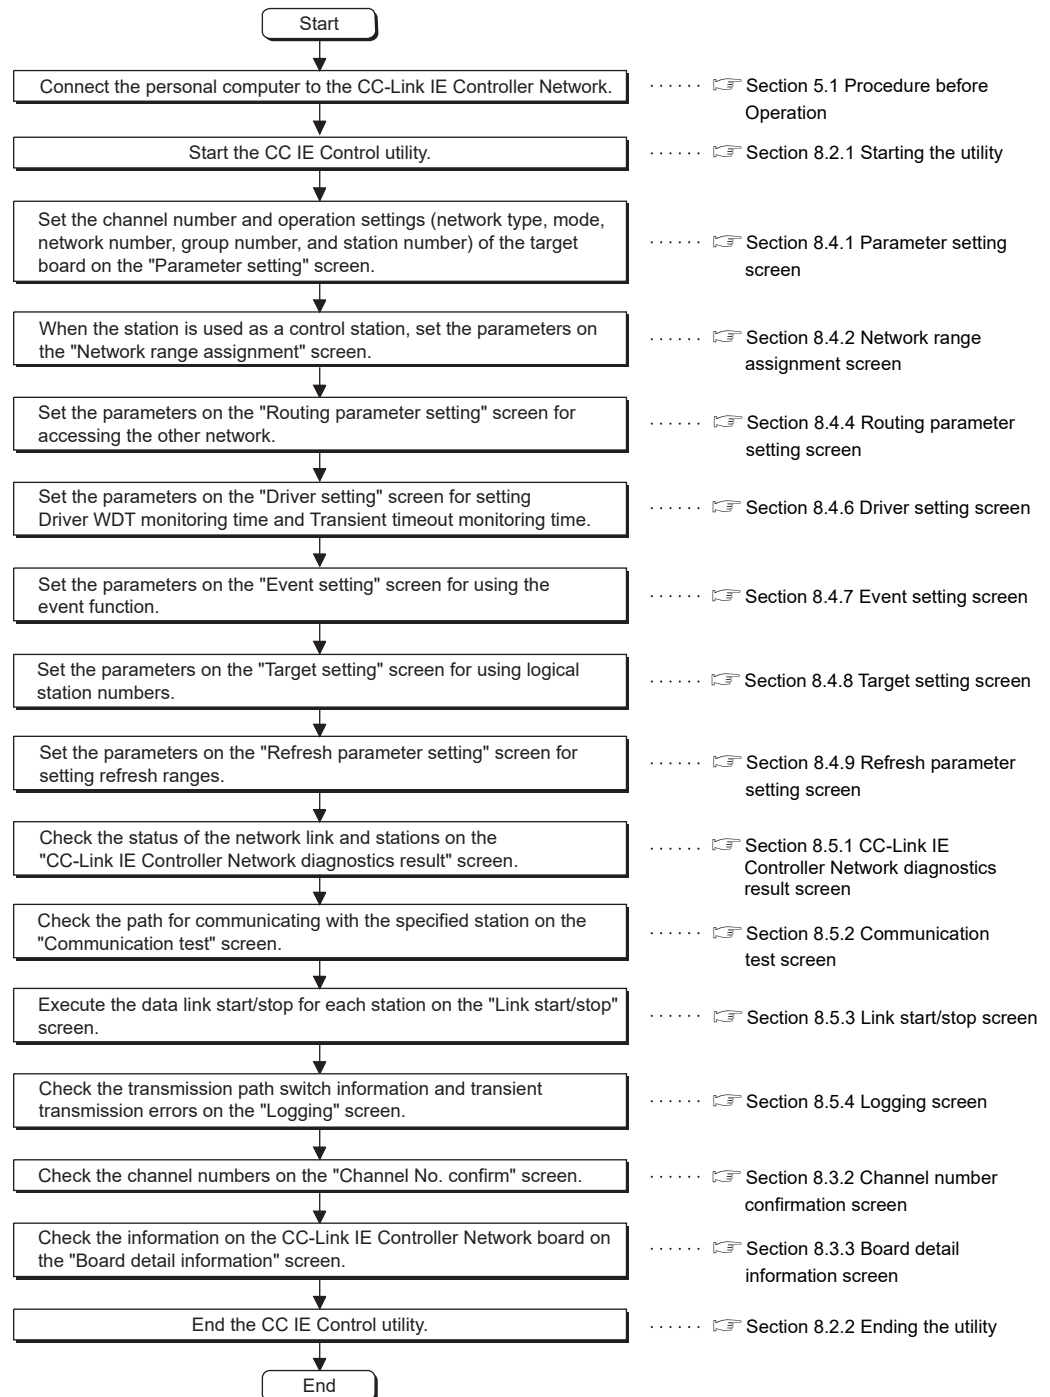 Start
Connect the personal computer to the CC-Link IE Controller Network.
······ ☞ Section 5.1 Procedure before
Operation
Start the CC IE Control utility.
······ ☞ Section 8.2.1 Starting the utility
Set the channel number and operation settings (network type, mode,
network number, group number, and station number) of the target
board on the "Parameter setting" screen.
······ ☞ Section 8.4.1 Parameter setting
screen
When the station is used as a control station, set the parameters on
the "Network range assignment" screen.
······ ☞ Section 8.4.2 Network range
assignment screen
Set the parameters on the "Routing parameter setting" screen for
accessing the other network.
······ ☞ Section 8.4.4 Routing parameter
setting screen
Set the parameters on the "Driver setting" screen for setting
Driver WDT monitoring time and Transient timeout monitoring time.
······ ☞ Section 8.4.6 Driver setting screen
Set the parameters on the "Event setting" screen for using the
event function.
······ ☞ Section 8.4.7 Event setting screen
Set the parameters on the "Target setting" screen for using logical
station numbers.
······ ☞ Section 8.4.8 Target setting screen
Set the parameters on the "Refresh parameter setting" screen for
setting refresh ranges.
······ ☞ Section 8.4.9 Refresh parameter
setting screen
Check the status of the network link and stations on the
"CC-Link IE Controller Network diagnostics result" screen.
······ ☞ Section 8.5.1 CC-Link IE
Controller Network diagnostics
result screen
Check the path for communicating with the specified station on the
"Communication test" screen.
······ ☞ Section 8.5.2 Communication
test screen
Execute the data link start/stop for each station on the "Link start/stop"
screen.
······ ☞ Section 8.5.3 Link start/stop screen
Check the transmission path switch information and transient
transmission errors on the "Logging" screen.
······ ☞ Section 8.5.4 Logging screen
Check the channel numbers on the "Channel No. confirm" screen.
······ ☞ Section 8.3.2 Channel number
confirmation screen
Check the information on the CC-Link IE Controller Network board on
the "Board detail information" screen.
······ ☞ Section 8.3.3 Board detail
information screen
End the CC IE Control utility.
······ ☞ Section 8.2.2 Ending the utility
End